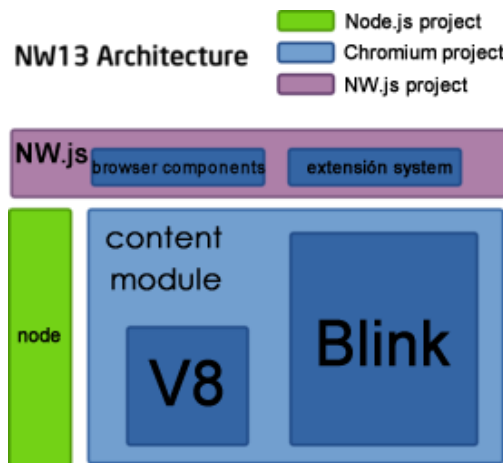 NW13 Architecture
Node.js project
Chromium project
NW.js project
NW.js
browser components
extensión system
content
module
node
V8
Blink